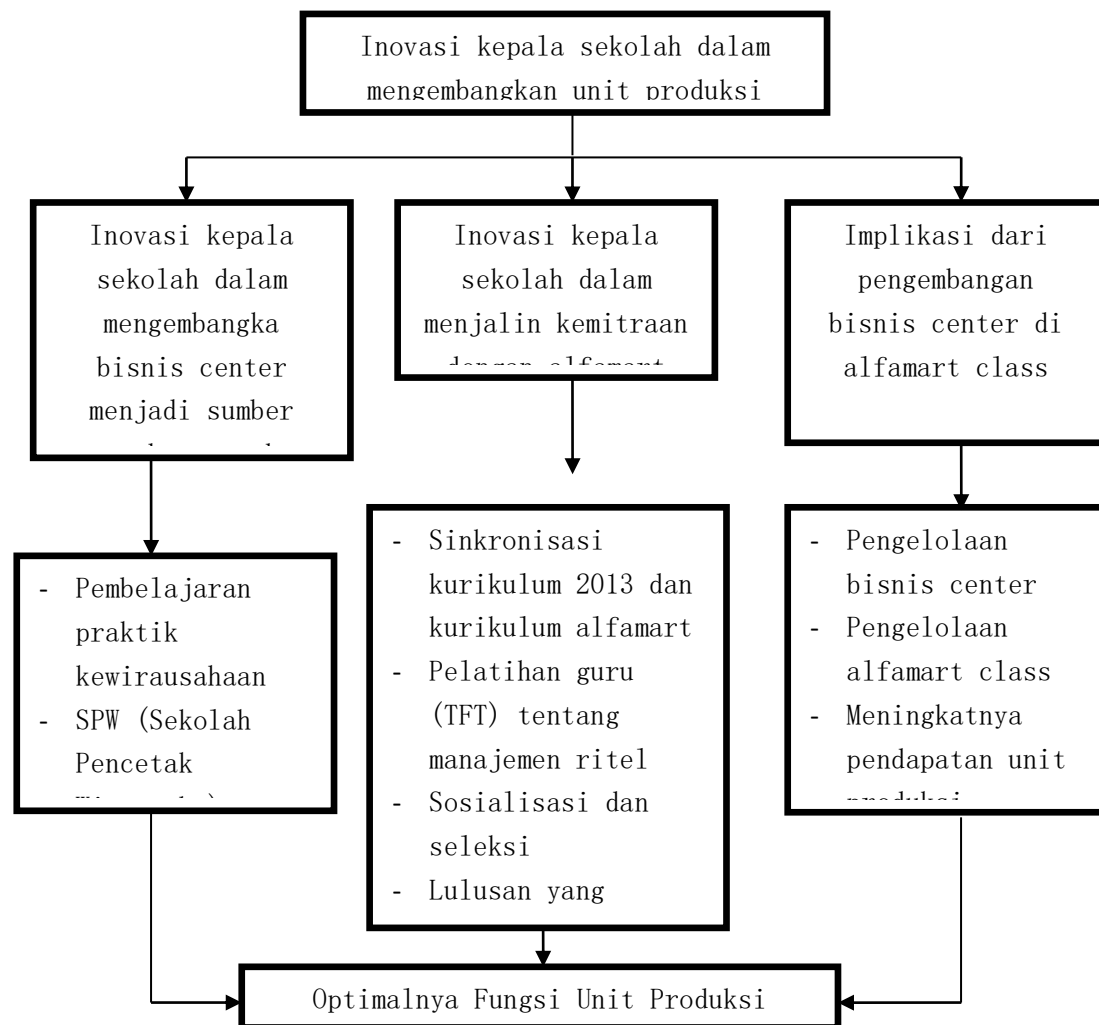 Inovasi kepala sekolah dalam
mengembangkan unit produksi
Inovasi kepala
sekolah dalam
mengembangka
bisnis center
menjadi sumber
Inovasi kepala
sekolah dalam
menjalin kemitraan
dengan alfamart
Implikasi dari
pengembangan
bisnis center di
alfamart class
- Pembelajaran
praktik
kewirausahaan
- SPW (Sekolah
Pencetak
- Sinkronisasi
kurikulum 2013 dan
kurikulum alfamart
- Pelatihan guru
(TFT) tentang
manajemen ritel
- Sosialisasi dan
seleksi
- Lulusan yang
- Pengelolaan
bisnis center
- Pengelolaan
alfamart class
- Meningkatnya
pendapatan unit
produksi
Optimalnya Fungsi Unit Produksi